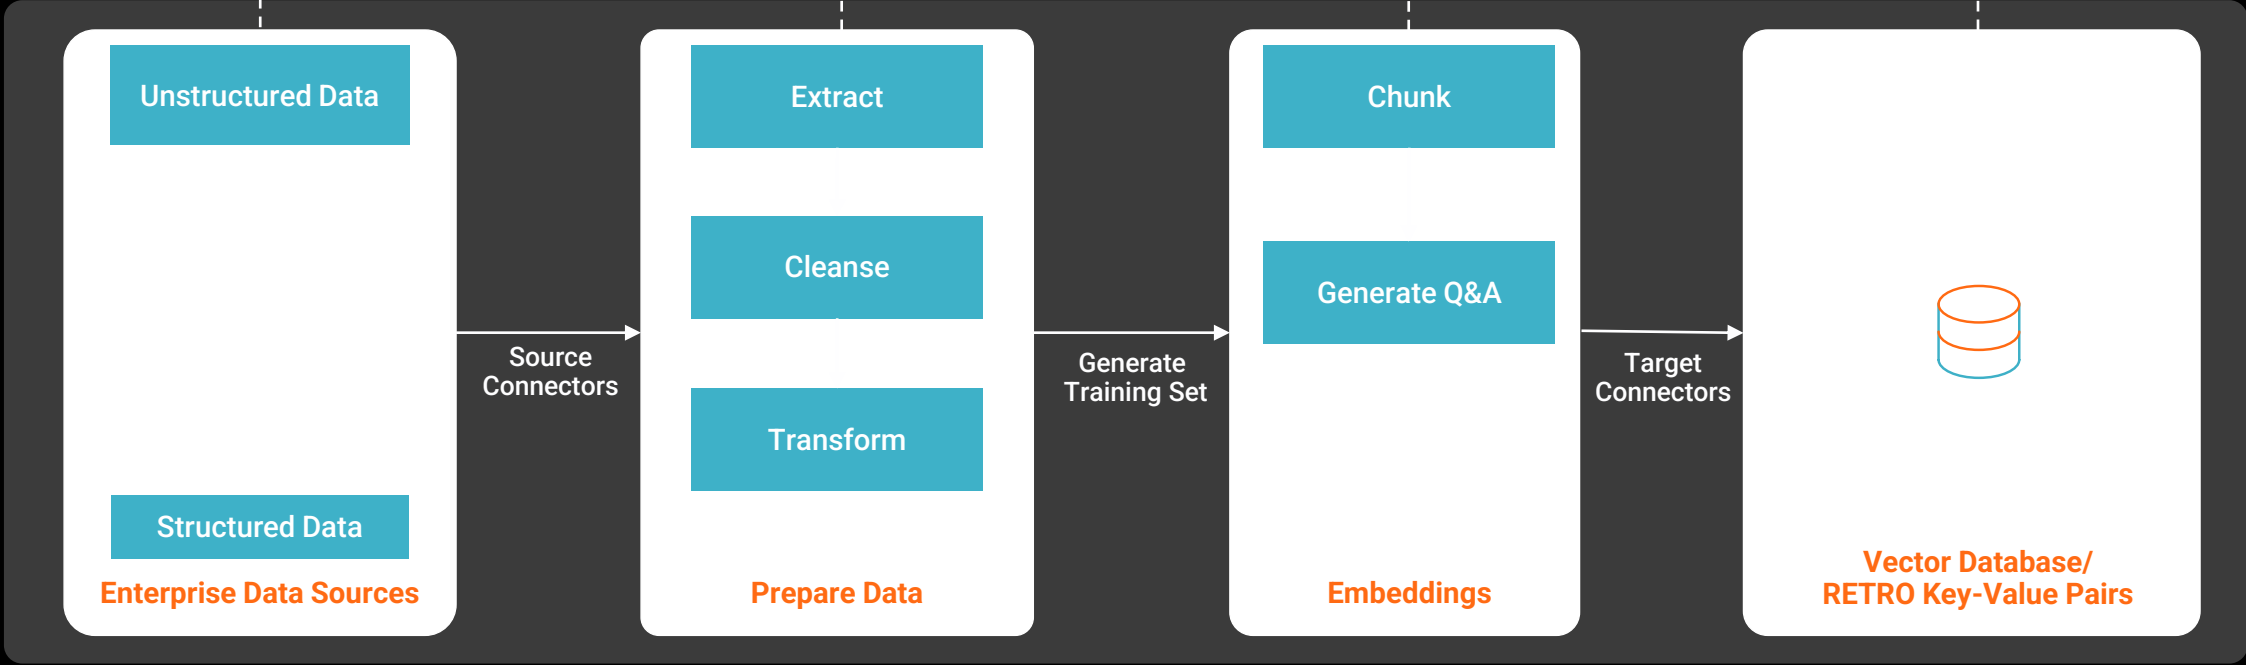 Unstructured Data
Structured Data
Enterprise Data Sources
Source
Connectors
Extract
Cleanse
Transform
Prepare Data
Generate
Training Set
Chunk
Generate Q&A
Embeddings
Target
Connectors
Vector Database/
RETRO Key-Value Pairs